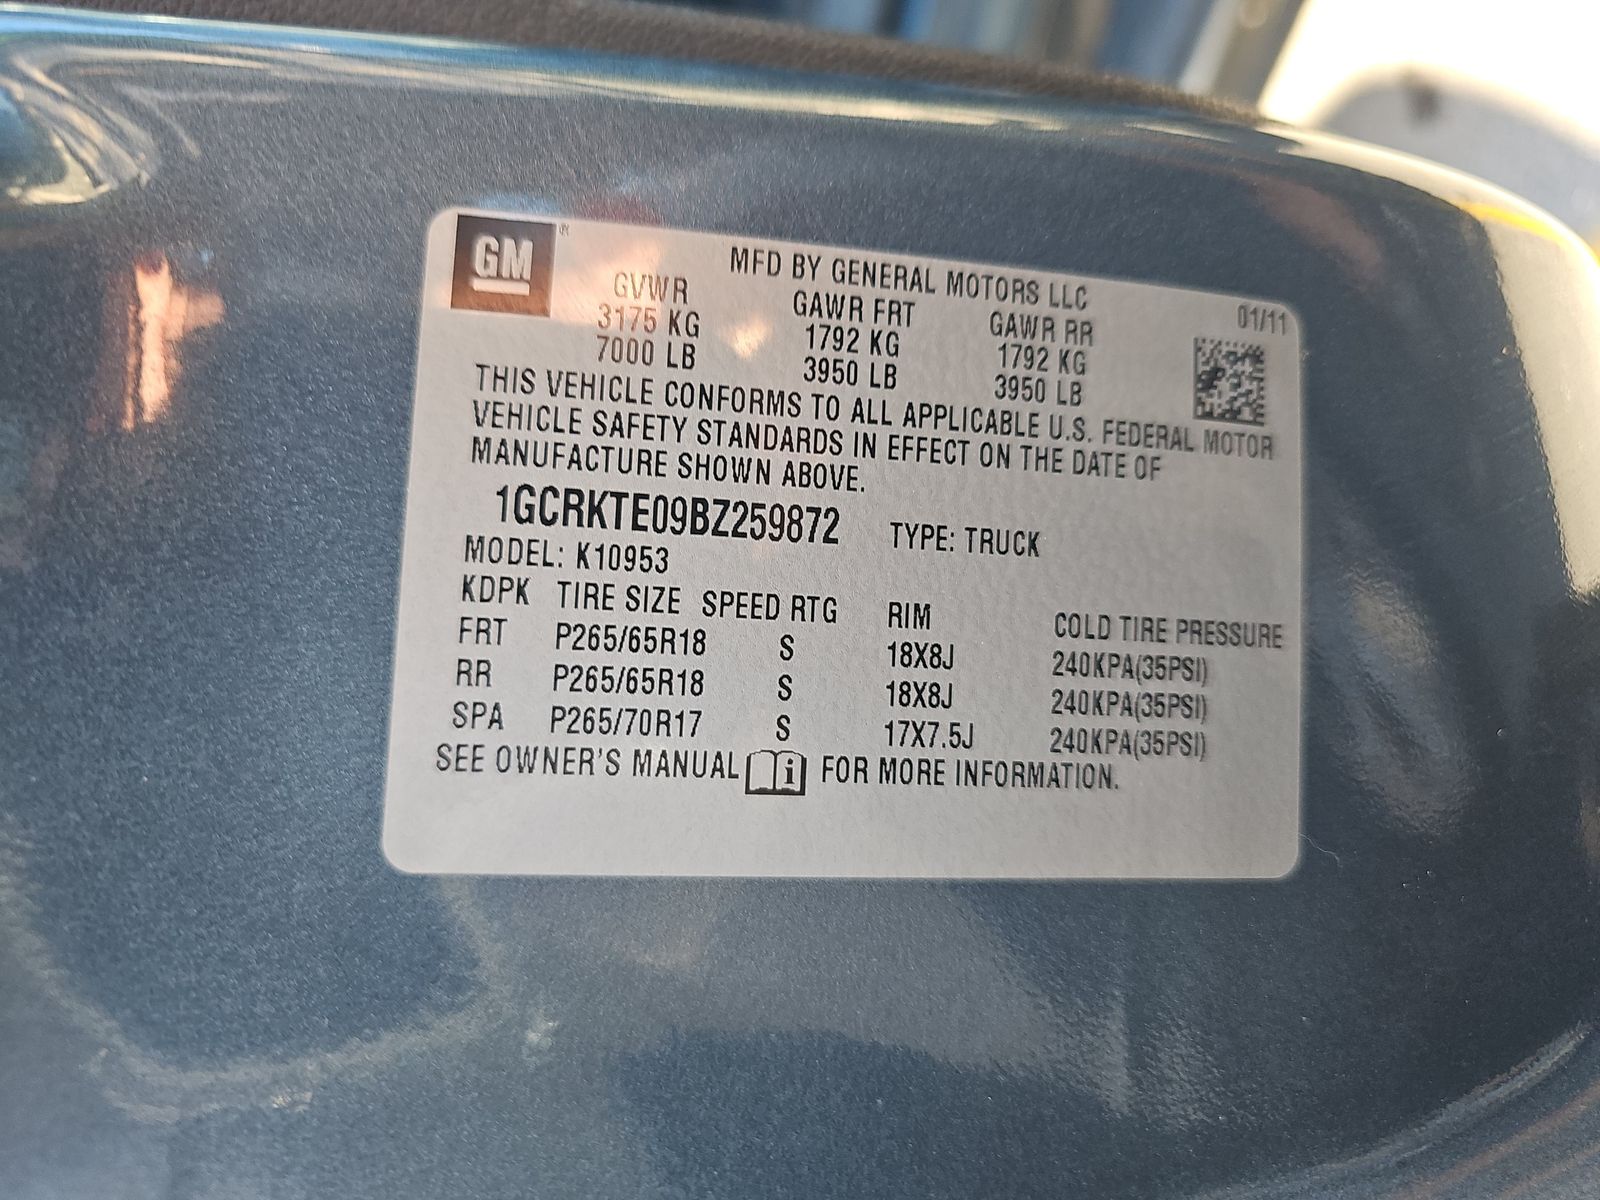 GM ®
MFD BY GENERAL MOTORS LLC
01/11
GVWR GAWR FRT GAWR RR
3175 KG 1792 KG 1792 KG
7000 LB 3950 LB 3950 LB
THIS VEHICLE CONFORMS TO ALL APPLICABLE U.S. FEDERAL MOTOR
VEHICLE SAFETY STANDARDS IN EFFECT ON THE DATE OF
MANUFACTURE SHOWN ABOVE.
1GCRKTE09BZ259872 TYPE: TRUCK
MODEL: K10953
KDPK TIRE SIZE SPEED RTG RIM COLD TIRE PRESSURE
FRT P265/65R18 S 18X8J 240KPA(35PSI)
RR P265/65R18 S 18X8J 240KPA(35PSI)
SPA P265/70R17 S 17X7.5J 240KPA(35PSI)
SEE OWNER'S MANUAL i FOR MORE INFORMATION.